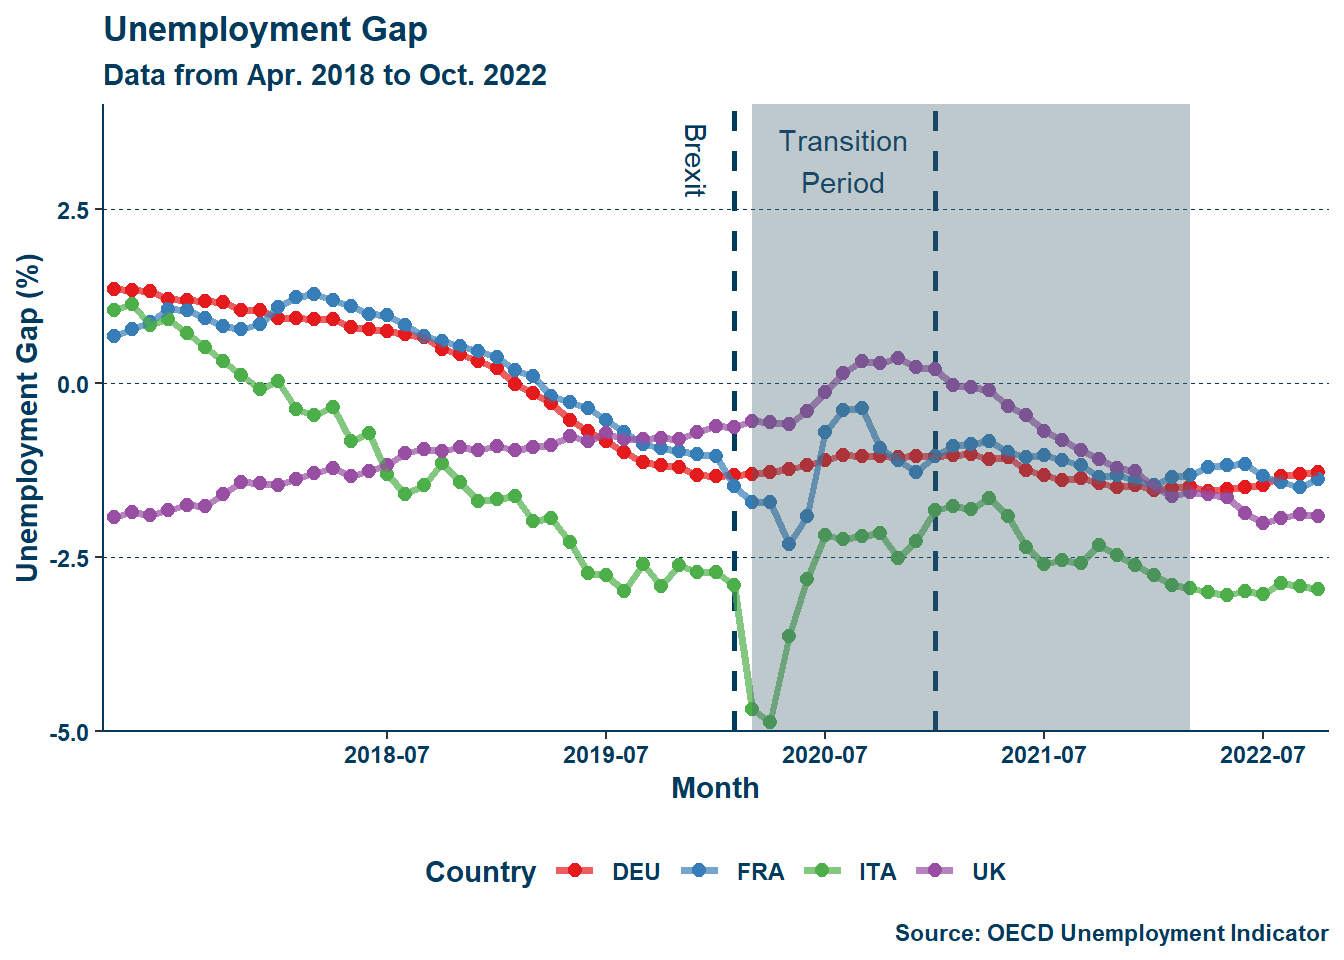 Unemployment Gap
Data from Apr. 2018 to Oct. 2022
Brexit
Transition
Period
2.5
0.0
-2.5
-5.0
Unemployment Gap (%)
2018-07
2019-07
2020-07
2021-07
2022-07
Month
Country
DEU
FRA
ITA
UK
Source: OECD Unemployment Indicator